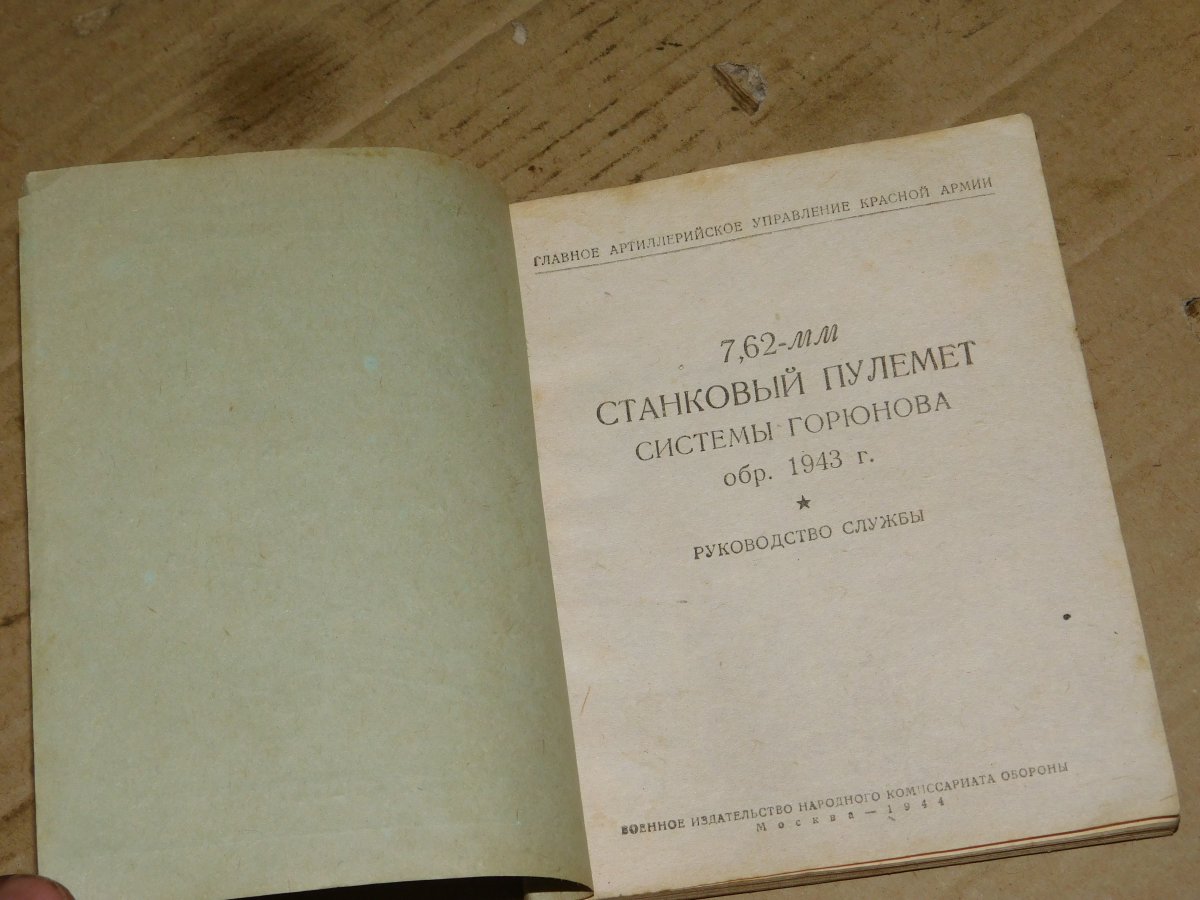 ГЛАВНОЕ АРТИЛЛЕРИЙСКОЕ УПРАВЛЕНИЕ КРАСНОЙ АРМИИ
7,62-мм
СТАНКОВЫЙ ПУЛЕМЕТ
СИСТЕМЫ ГОРЮНОВА
обр. 1943 г.
★
РУКОВОДСТВО СЛУЖБЫ
ВОЕННОЕ ИЗДАТЕЛЬСТВО НАРОДНОГО КОМИССАРИАТА ОБОРОНЫ
Москва — 1944